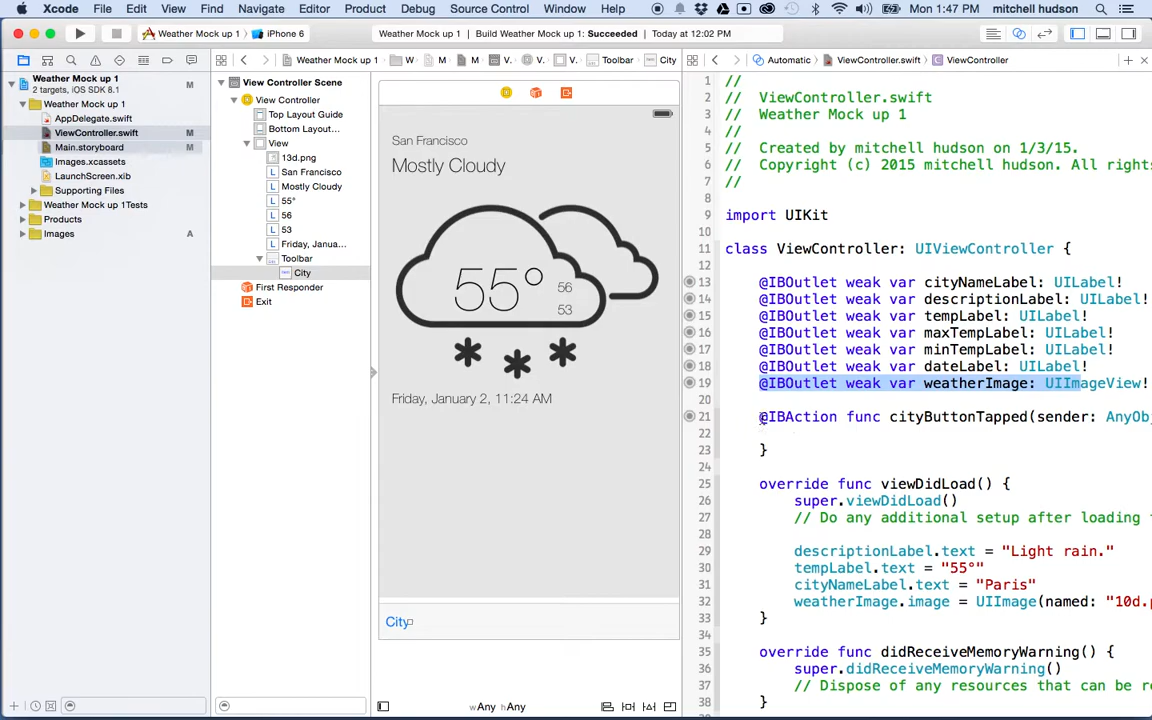 Xcode File Edit View Find Navigate Editor Product Debug Source Control Window Help Mon 1:47 PM mitchell hudson
Weather Mock up 1 iPhone 6 Weather Mock up 1 Build Weather Mock up 1: Succeeded Today at 12:02 PM
Weather Mock up 1 W M M V. V. Toolbar City Automatic ViewController.swift ViewController
Weather Mock up 1 M
2 targets, iOS SDK 8.1
Weather Mock up 1
AppDelegate.swift
ViewController.swift M
Main.storyboard M
Images.xcassets
LaunchScreen.xib
Supporting Files
Weather Mock up 1Tests
Products
Images A
View Controller Scene
View Controller
Top Layout Guide
Bottom Layout...
View
13d.png
L San Francisco
L Mostly Cloudy
L 55°
L 56
L 53
L Friday, Janua...
Toolbar
City
First Responder
Exit
San Francisco
Mostly Cloudy
55°
56
53
Friday, January 2, 11:24 AM
City
wAny hAny
1 //
2 // ViewController.swift
3 // Weather Mock up 1
4 //
5 // Created by mitchell hudson on 1/3/15.
6 // Copyright (c) 2015 mitchell hudson. All rights
7 //
8
9 import UIKit
10
11 class ViewController: UIViewController {
12
13 @IBOutlet weak var cityNameLabel: UILabel!
14 @IBOutlet weak var descriptionLabel: UILabel!
15 @IBOutlet weak var tempLabel: UILabel!
16 @IBOutlet weak var maxTempLabel: UILabel!
17 @IBOutlet weak var minTempLabel: UILabel!
18 @IBOutlet weak var dateLabel: UILabel!
19 @IBOutlet weak var weatherImage: UIImageView!
20
21 @IBAction func cityButtonTapped(sender: AnyOb
22
23 }
24
25 override func viewDidLoad() {
26 super.viewDidLoad()
27 // Do any additional setup after loading
28
29 descriptionLabel.text = "Light rain."
30 tempLabel.text = "55°"
31 cityNameLabel.text = "Paris"
32 weatherImage.image = UIImage(named: "10d.p
33 }
34
35 override func didReceiveMemoryWarning() {
36 super.didReceiveMemoryWarning()
37 // Dispose of any resources that can be re
38 }